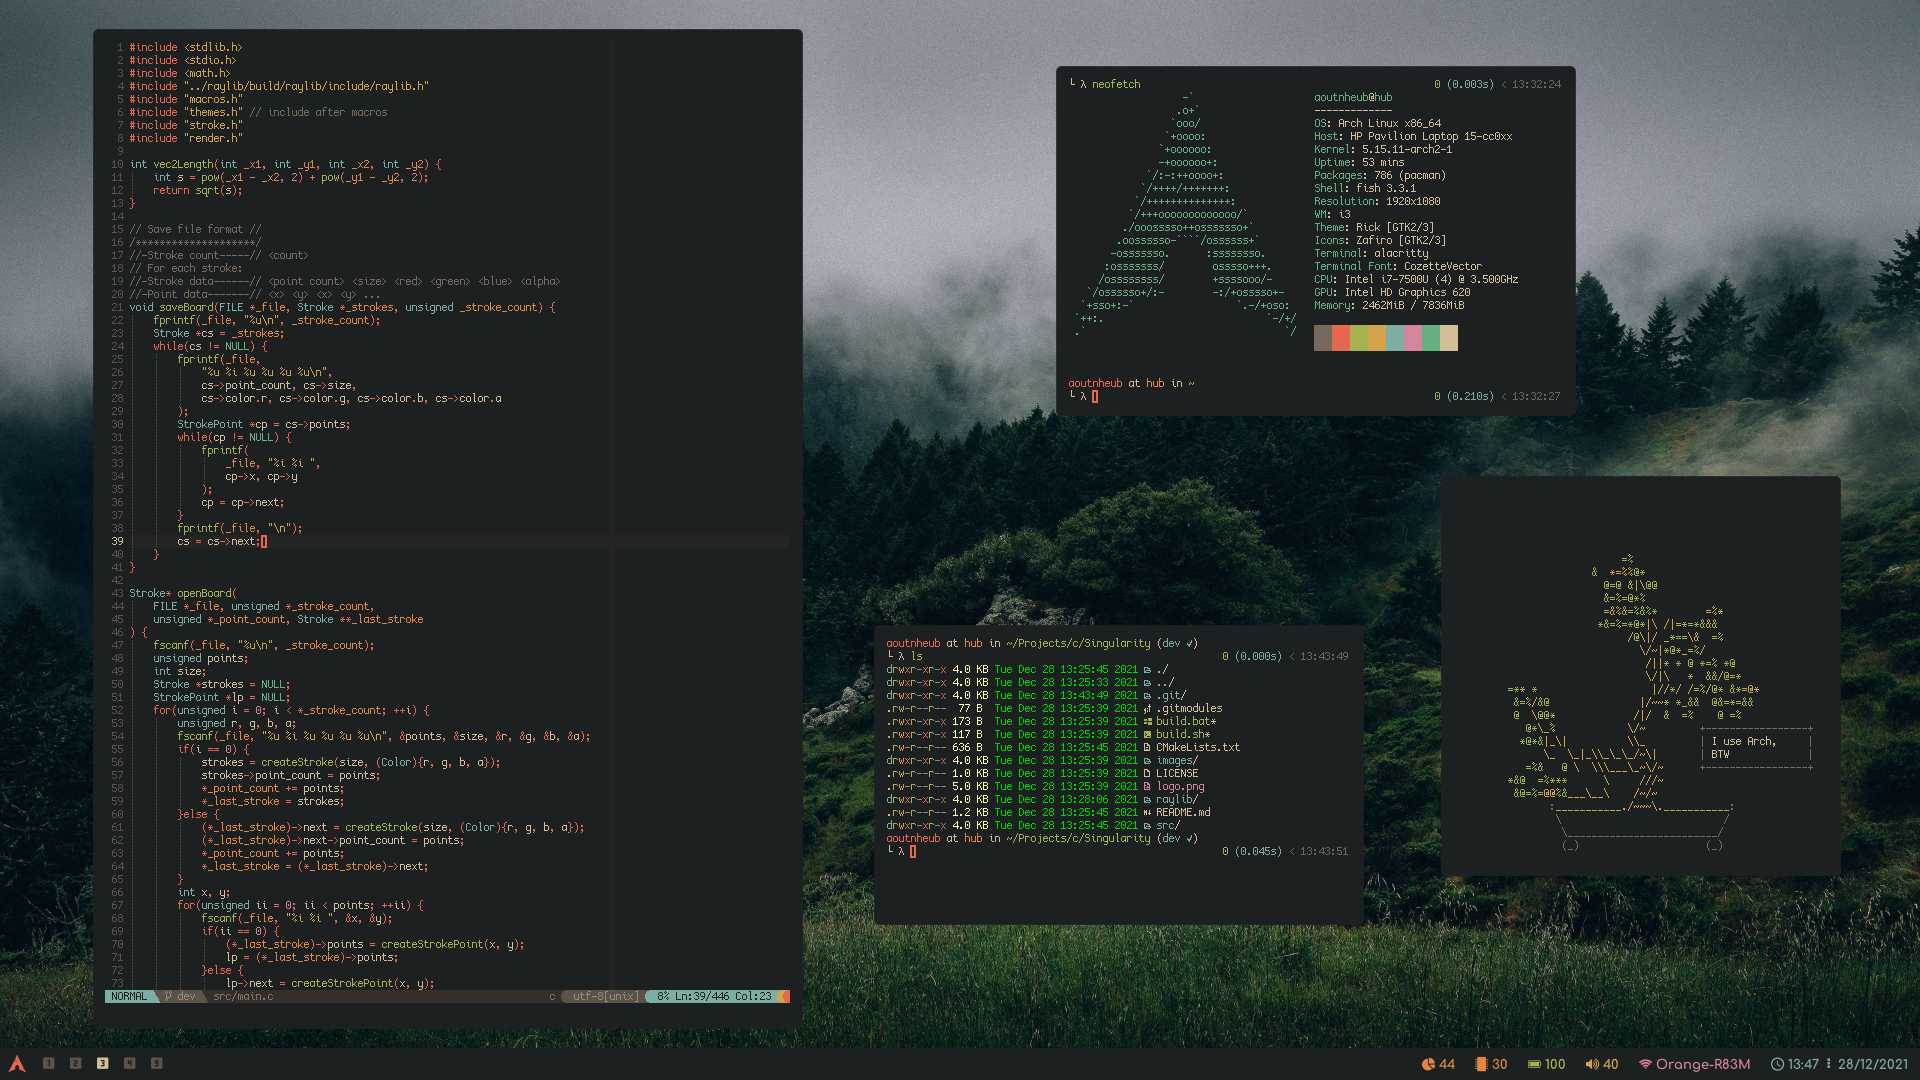 1 #include <stdlib.h>
2 #include <stdio.h>
3 #include <math.h>
4 #include "../raylib/build/raylib/include/raylib.h"
5 #include "macros.h"
6 #include "themes.h" // include after macros
7 #include "stroke.h"
8 #include "render.h"
9
10 int vec2Length(int _x1, int _y1, int _x2, int _y2) {
11     int s = pow(_x1 - _x2, 2) + pow(_y1 - _y2, 2);
12     return sqrt(s);
13 }
14
15 // Save file format //
16 /********************/
17 //-Stroke count-----// <count>
18 // For each stroke:
19 //-Stroke data------// <point count> <size> <red> <green> <blue> <alpha>
20 //-Point data-------// <x> <y> <x> <y> ...
21 void saveBoard(FILE *_file, Stroke *_strokes, unsigned _stroke_count) {
22     fprintf(_file, "%u\n", _stroke_count);
23     Stroke *cs = _strokes;
24     while(cs != NULL) {
25         fprintf(_file,
26             "%u %i %u %u %u %u\n",
27             cs->point_count, cs->size,
28             cs->color.r, cs->color.g, cs->color.b, cs->color.a
29         );
30         StrokePoint *cp = cs->points;
31         while(cp != NULL) {
32             fprintf(
33                 _file, "%i %i ",
34                 cp->x, cp->y
35             );
36             cp = cp->next;
37         }
38         fprintf(_file, "\n");
39         cs = cs->next;
40     }
41 }
42
43 Stroke* openBoard(
44     FILE *_file, unsigned *_stroke_count,
45     unsigned *_point_count, Stroke **_last_stroke
46 ) {
47     fscanf(_file, "%u\n", _stroke_count);
48     unsigned points;
49     int size;
50     Stroke *strokes = NULL;
51     StrokePoint *lp = NULL;
52     for(unsigned i = 0; i < *_stroke_count; ++i) {
53         unsigned r, g, b, a;
54         fscanf(_file, "%u %i %u %u %u %u\n", &points, &size, &r, &g, &b, &a);
55         if(i == 0) {
56             strokes = createStroke(size, (Color){r, g, b, a});
57             strokes->point_count = points;
58             *_point_count += points;
59             *_last_stroke = strokes;
60         }else {
61             (*_last_stroke)->next = createStroke(size, (Color){r, g, b, a});
62             (*_last_stroke)->next->point_count = points;
63             *_point_count += points;
64             *_last_stroke = (*_last_stroke)->next;
65         }
66         int x, y;
67         for(unsigned ii = 0; ii < points; ++ii) {
68             fscanf(_file, "%i %i ", &x, &y);
69             if(ii == 0) {
70                 (*_last_stroke)->points = createStrokePoint(x, y);
71                 lp = (*_last_stroke)->points;
72             }else {
73                 lp->next = createStrokePoint(x, y);
NORMAL dev src/main.c c utf-8[unix] 8% Ln:39/446 Col:23
└ λ neofetch 0 (0.003s) < 13:32:24
aoutnheub@hub
-------------
OS: Arch Linux x86_64
Host: HP Pavilion Laptop 15-cc0xx
Kernel: 5.15.11-arch2-1
Uptime: 53 mins
Packages: 786 (pacman)
Shell: fish 3.3.1
Resolution: 1920x1080
WM: i3
Theme: Rick [GTK2/3]
Icons: Zafiro [GTK2/3]
Terminal: alacritty
Terminal Font: CozetteVector
CPU: Intel i7-7500U (4) @ 3.500GHz
GPU: Intel HD Graphics 620
Memory: 2462MiB / 7836MiB
aoutnheub at hub in ~
└ λ 0 (0.210s) < 13:32:27
aoutnheub at hub in ~/Projects/c/Singularity (dev √)
└ λ ls 0 (0.000s) < 13:43:49
drwxr-xr-x 4.0 KB Tue Dec 28 13:25:45 2021 ./
drwxr-xr-x 4.0 KB Tue Dec 28 13:25:33 2021 ../
drwxr-xr-x 4.0 KB Tue Dec 28 13:43:49 2021 .git/
.rw-r--r-- 77 B Tue Dec 28 13:25:39 2021 .gitmodules
.rwxr-xr-x 173 B Tue Dec 28 13:25:39 2021 build.bat*
.rwxr-xr-x 117 B Tue Dec 28 13:25:39 2021 build.sh*
.rw-r--r-- 636 B Tue Dec 28 13:25:45 2021 CMakeLists.txt
drwxr-xr-x 4.0 KB Tue Dec 28 13:25:39 2021 images/
.rw-r--r-- 1.0 KB Tue Dec 28 13:25:39 2021 LICENSE
.rw-r--r-- 5.0 KB Tue Dec 28 13:25:39 2021 logo.png
drwxr-xr-x 4.0 KB Tue Dec 28 13:28:06 2021 raylib/
.rw-r--r-- 1.2 KB Tue Dec 28 13:25:45 2021 README.md
drwxr-xr-x 4.0 KB Tue Dec 28 13:25:45 2021 src/
aoutnheub at hub in ~/Projects/c/Singularity (dev √)
└ λ 0 (0.045s) < 13:43:51
I use Arch,
BTW
1 2 3 4 9
44 30 100 40 Orange-R83M 13:47 28/12/2021